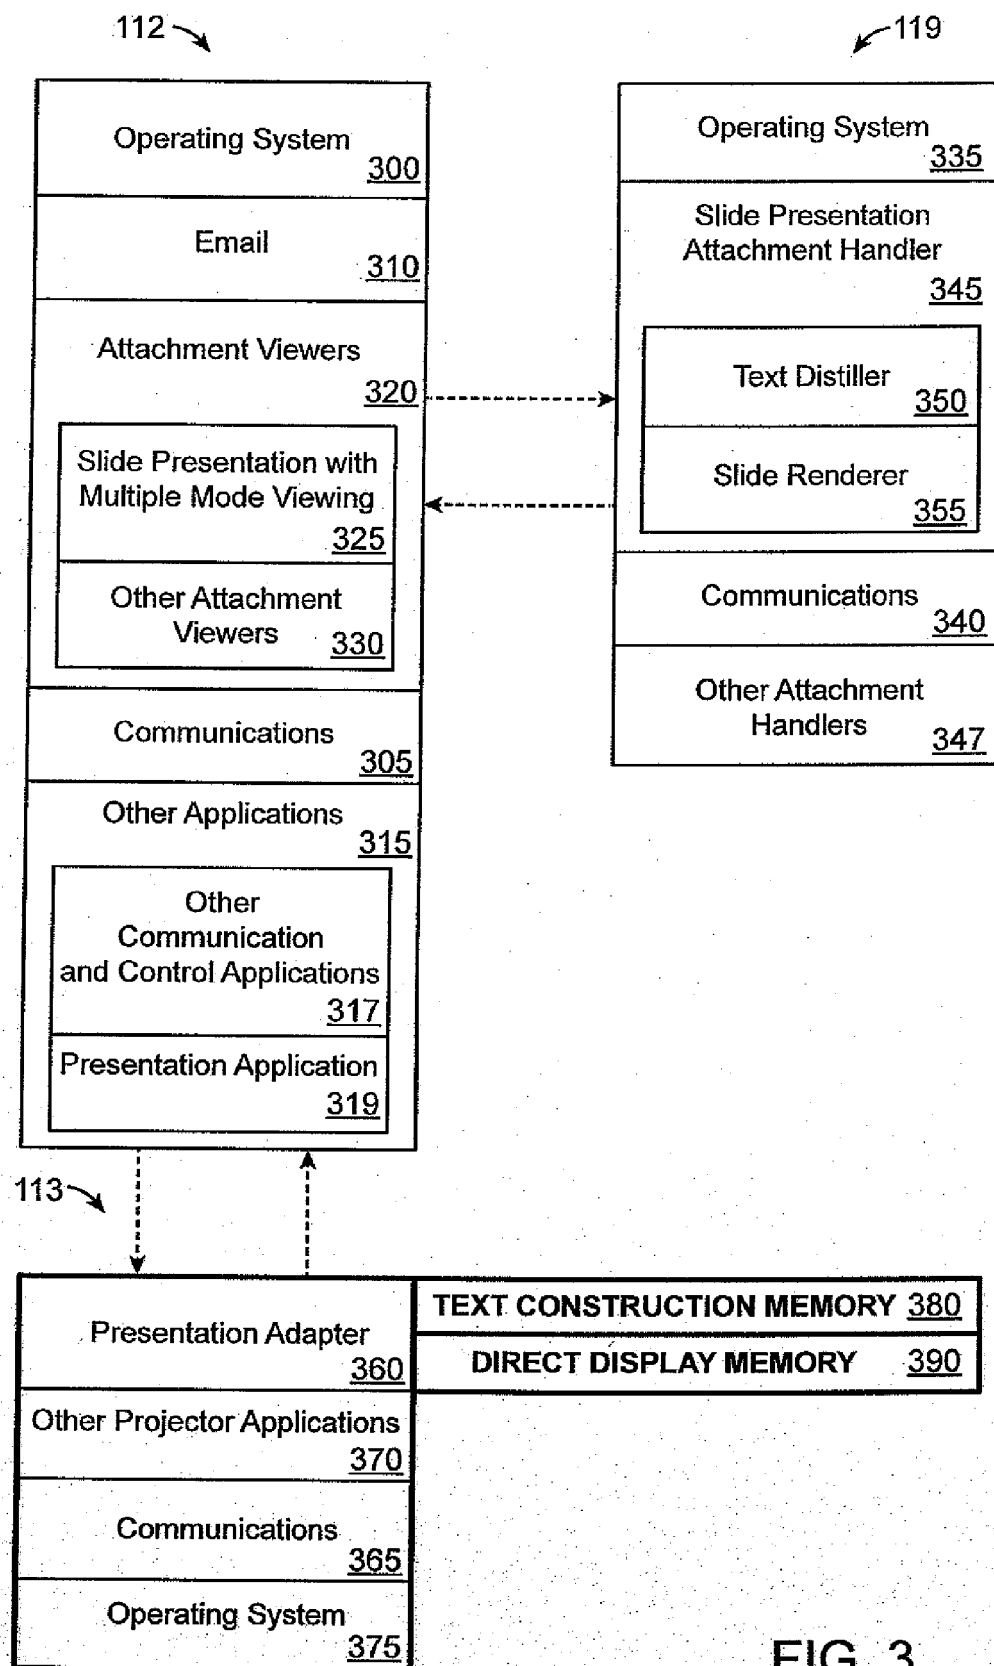 112
119
Operating System
300
Email
310
Attachment Viewers
320
Slide Presentation with
Multiple Mode Viewing
325
Other Attachment
Viewers
330
Communications
305
Other Applications
315
Other
Communication
and Control Applications
317
Presentation Application
319
Operating System
335
Slide Presentation
Attachment Handler
345
Text Distiller
350
Slide Renderer
355
Communications
340
Other Attachment
Handlers
347
113
Presentation Adapter
360
TEXT CONSTRUCTION MEMORY 380
DIRECT DISPLAY MEMORY 390
Other Projector Applications
370
Communications
365
Operating System
375
FIG. 3